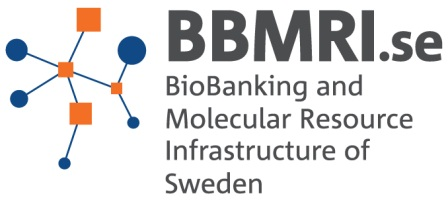 BBMRI.se
BioBanking and
Molecular Resource
Infrastructure of
Sweden